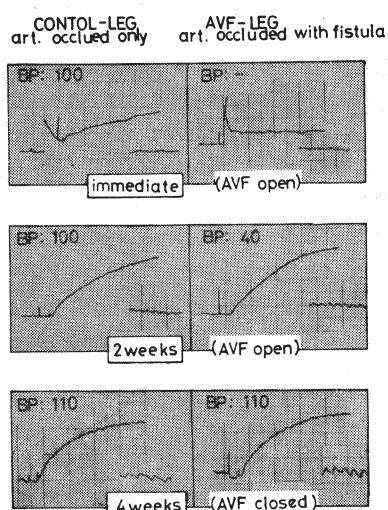 CONTOL-LEG
art. occlued only
AVF-LEG
art. occluded with fistula
BP: 100
BP: -
immediate
(AVF open)
BP: 100
BP: 40
2weeks
(AVF open)
BP: 110
BP: 110
4weeks
(AVF closed)